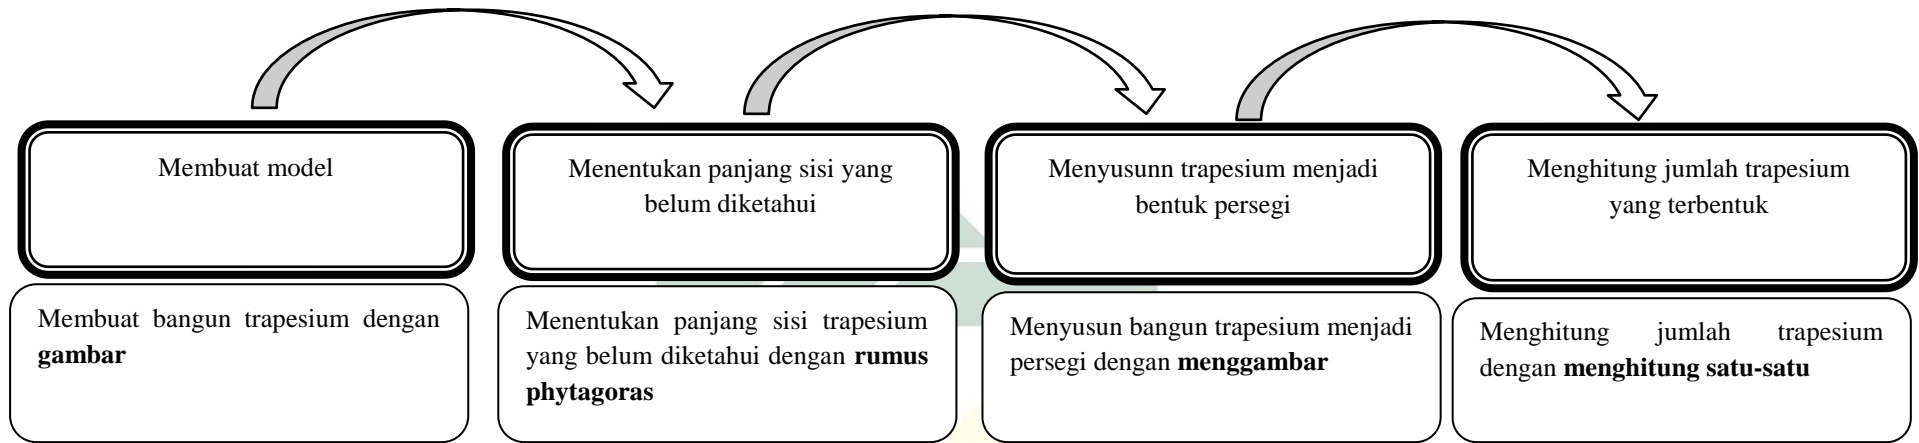 Membuat model
Menentukan panjang sisi yang
belum diketahui
Menyusunn trapesium menjadi
bentuk persegi
Menghitung jumlah trapesium
yang terbentuk
Membuat bangun trapesium dengan
gambar
Menentukan panjang sisi trapesium
yang belum diketahui dengan rumus
phytagoras
Menyusun bangun trapesium menjadi
persegi dengan menggambar
Menghitung jumlah trapesium
dengan menghitung satu-satu